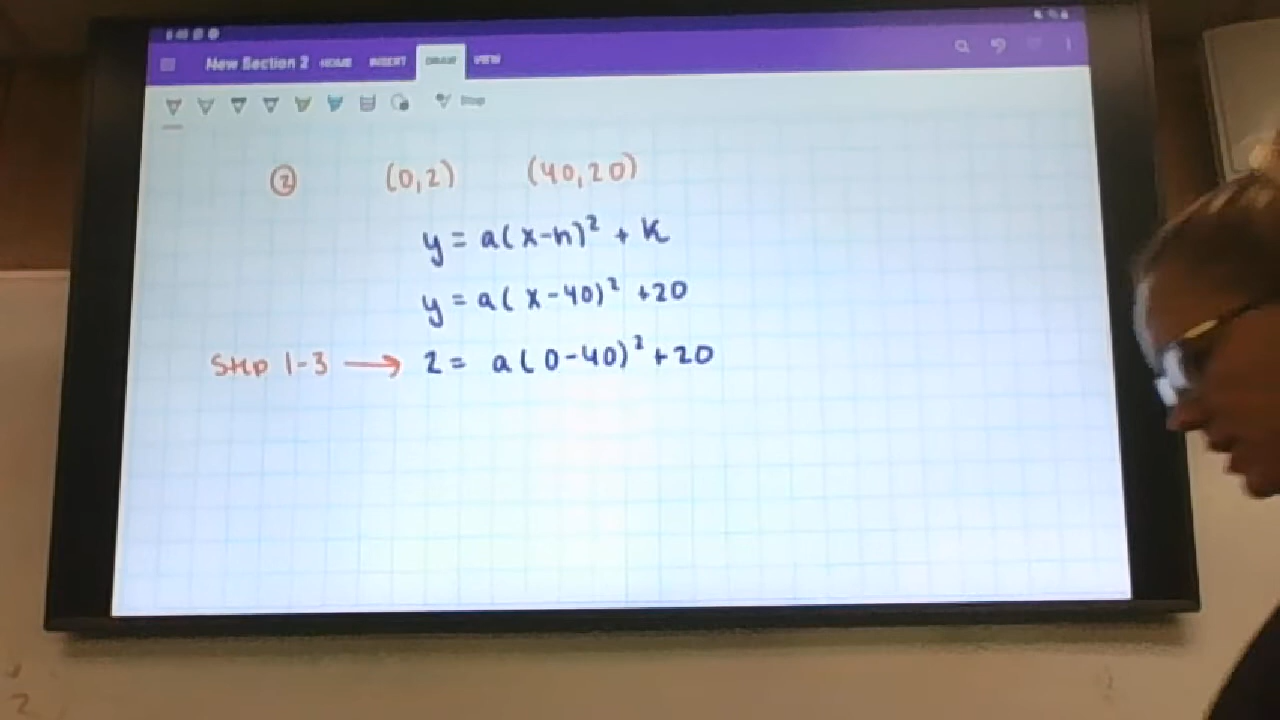 New Section 2 HOME INSERT DRAW VIEW
② (0,2) (40,20)
y = a(x-h)² + k
y = a(x-40)² +20
Step 1-3 → 2 = a(0-40)² +20